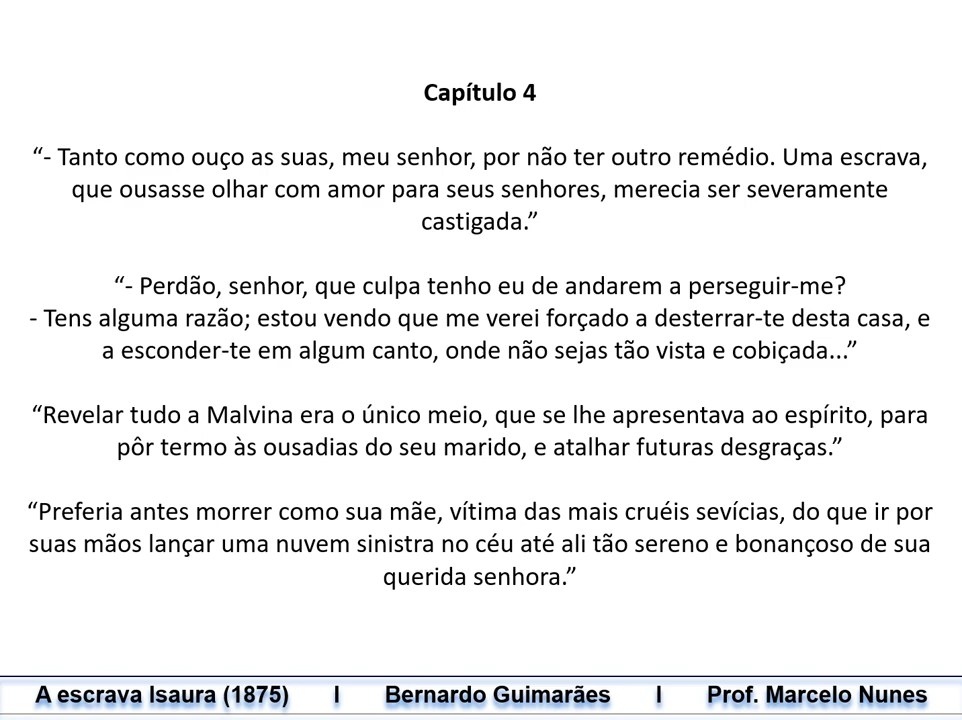 Capítulo 4
“- Tanto como ouço as suas, meu senhor, por não ter outro remédio. Uma escrava,
que ousasse olhar com amor para seus senhores, merecia ser severamente
castigada.”
“- Perdão, senhor, que culpa tenho eu de andarem a perseguir-me?
- Tens alguma razão; estou vendo que me verei forçado a desterrar-te desta casa, e
a esconder-te em algum canto, onde não sejas tão vista e cobiçada...”
“Revelar tudo a Malvina era o único meio, que se lhe apresentava ao espírito, para
pôr termo às ousadias do seu marido, e atalhar futuras desgraças.”
“Preferia antes morrer como sua mãe, vítima das mais cruéis sevícias, do que ir por
suas mãos lançar uma nuvem sinistra no céu até ali tão sereno e bonançoso de sua
querida senhora.”
A escrava Isaura (1875) I Bernardo Guimarães I Prof. Marcelo Nunes